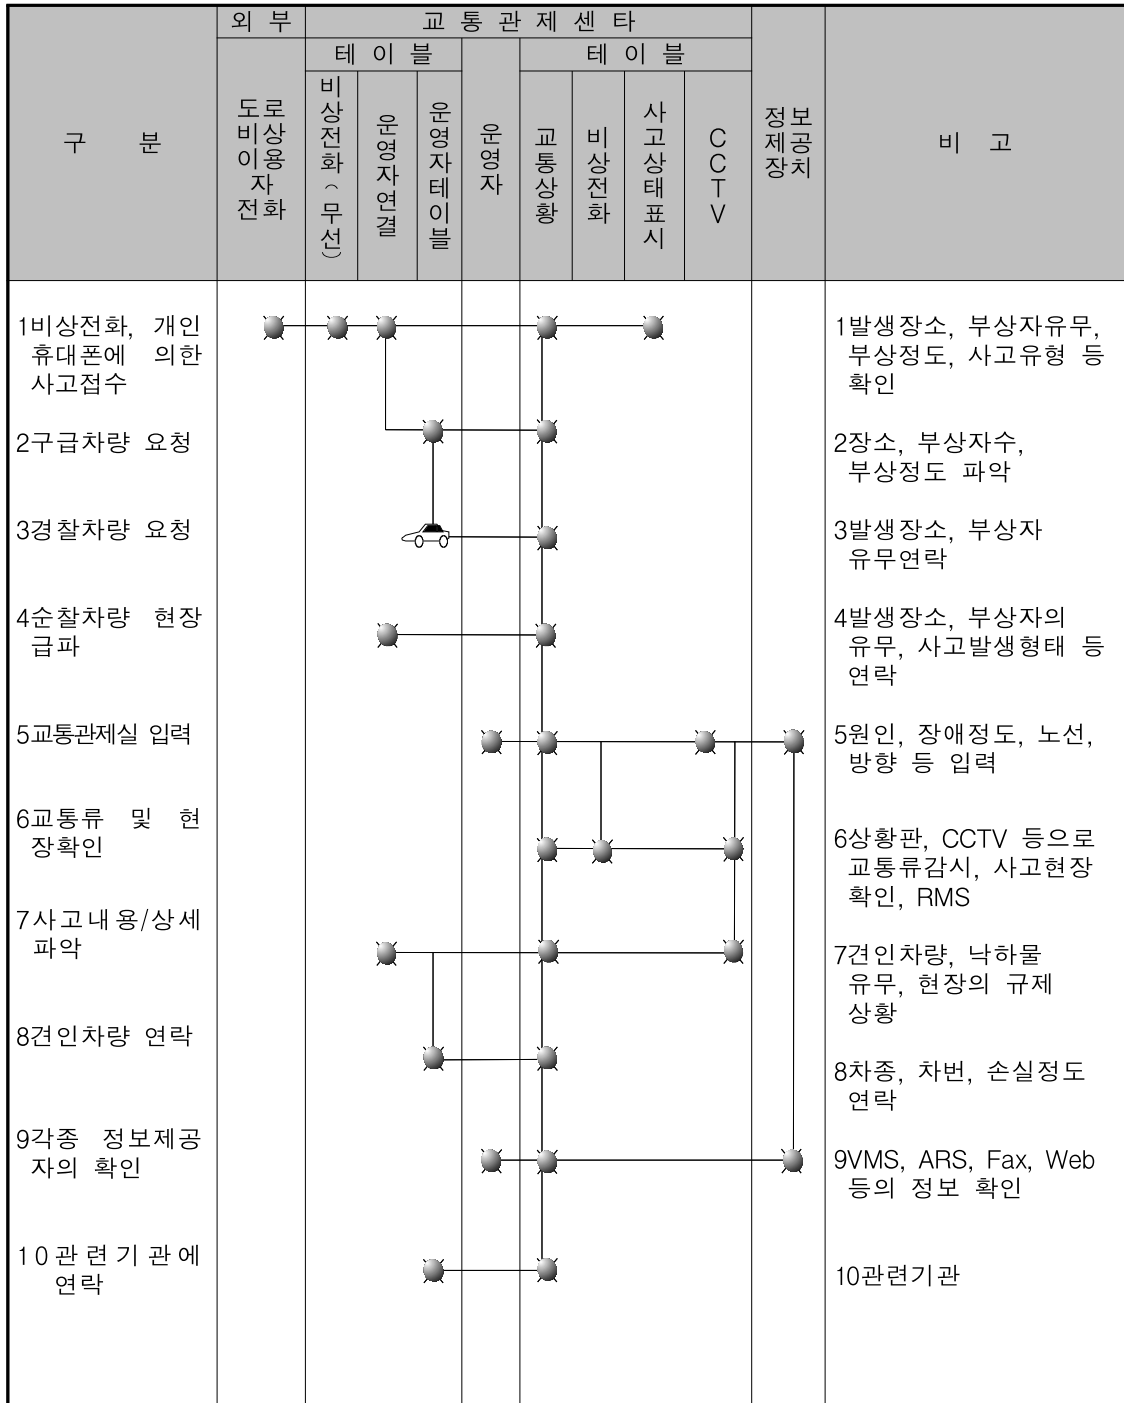 외 부
교 통 관 제 센 타
테 이 블
테 이 블
구 분
도로
비상
이용
자
전화
비상전화(무선)
운영자연결
운영자테이블
운영자
교통상황
비상전화
사고상태표시
CCTV
정보
제공
장치
비 고
1비상전화, 개인
휴대폰에 의한
사고접수
1발생장소, 부상자유무,
부상정도, 사고유형 등
확인
2구급차량 요청
2장소, 부상자수,
부상정도 파악
3경찰차량 요청
3발생장소, 부상자
유무연락
4순찰차량 현장
급파
4발생장소, 부상자의
유무, 사고발생형태 등
연락
5교통관제실 입력
5원인, 장애정도, 노선,
방향 등 입력
6교통류 및 현
장확인
6상황판, CCTV 등으로
교통류감시, 사고현장
확인, RMS
7사고내용/상세
파악
7견인차량, 낙하물
유무, 현장의 규제
상황
8견인차량 연락
8차종, 차번, 손실정도
연락
9각종 정보제공
자의 확인
9VMS, ARS, Fax, Web
등의 정보 확인
10관련기관에
연락
10관련기관